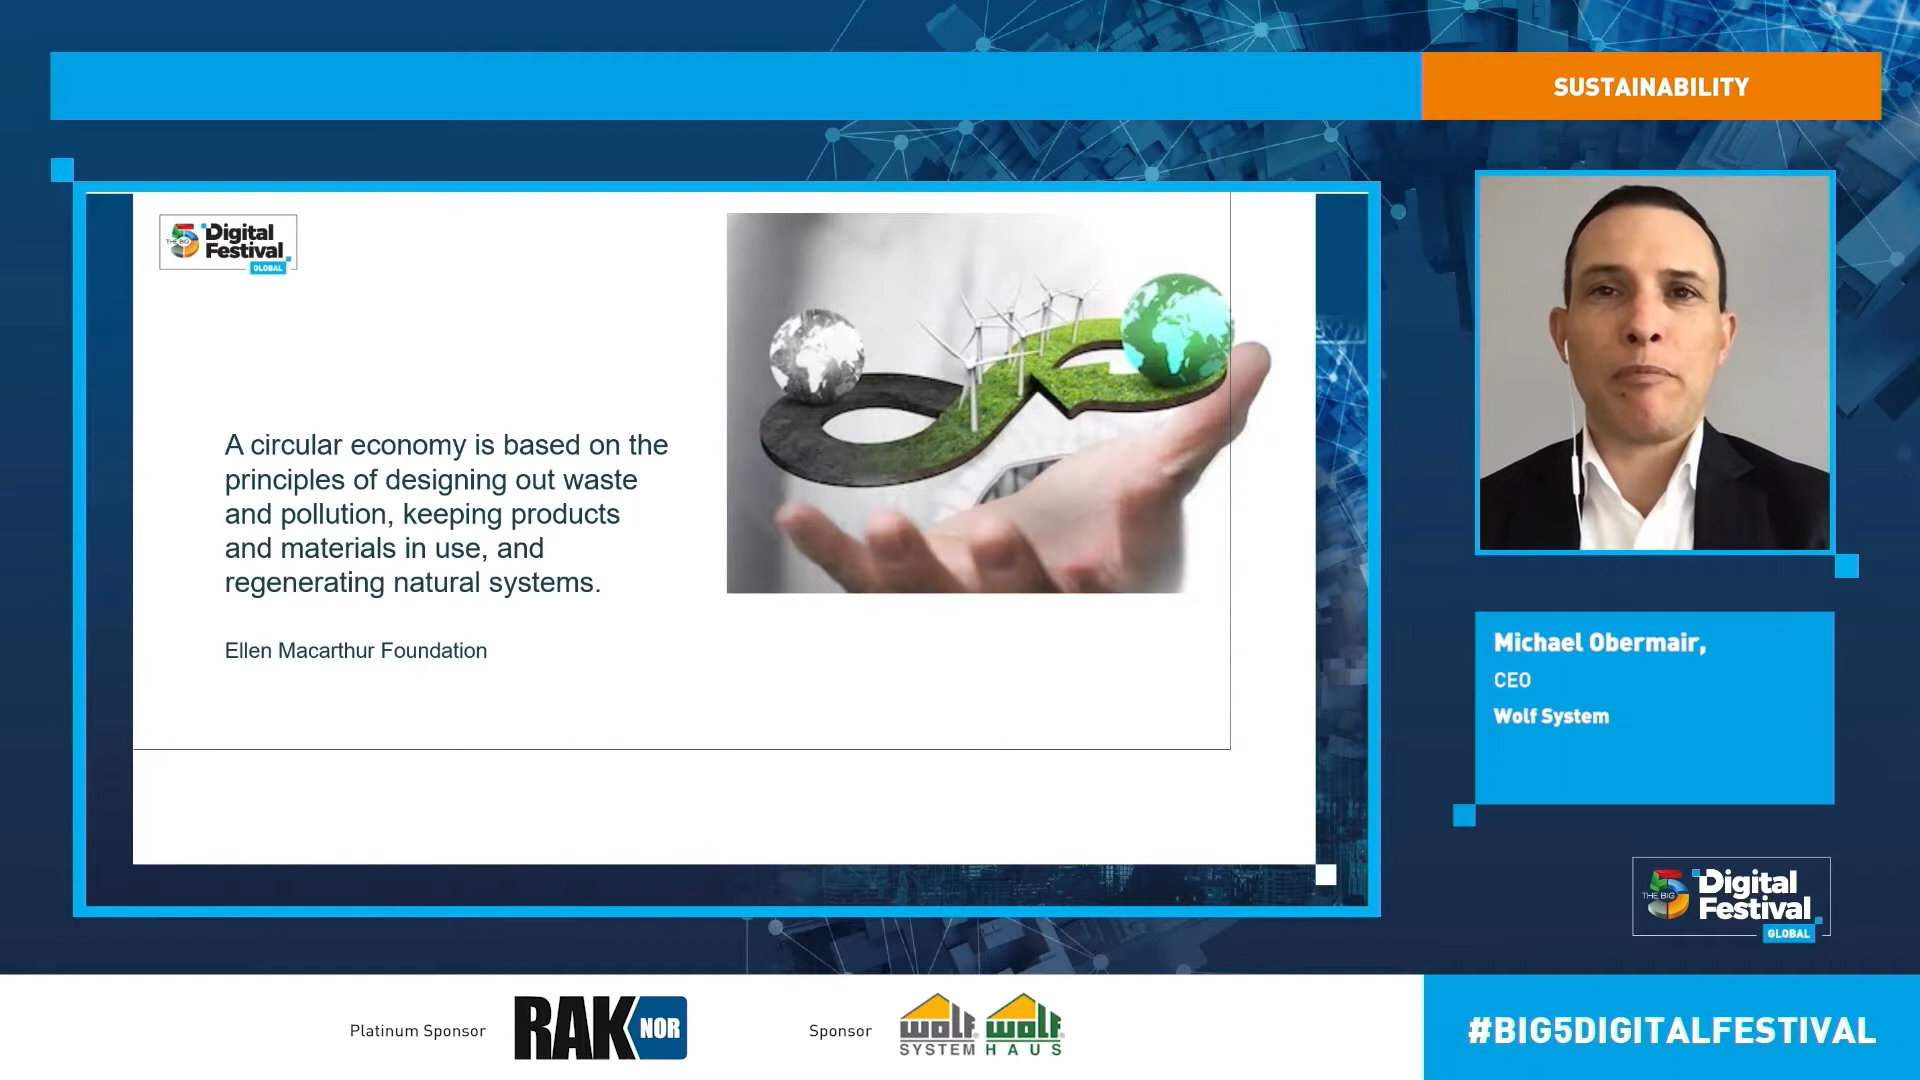 SUSTAINABILITY
THE BIG 5
Digital
Festival
GLOBAL
A circular economy is based on the
principles of designing out waste
and pollution, keeping products
and materials in use, and
regenerating natural systems.
Ellen Macarthur Foundation
Michael Obermair,
CEO
Wolf System
THE BIG 5
Digital
Festival
GLOBAL
Platinum Sponsor
RAK NOR
Sponsor
wolf
SYSTEM
wolf
HAUS
#BIG5DIGITALFESTIVAL